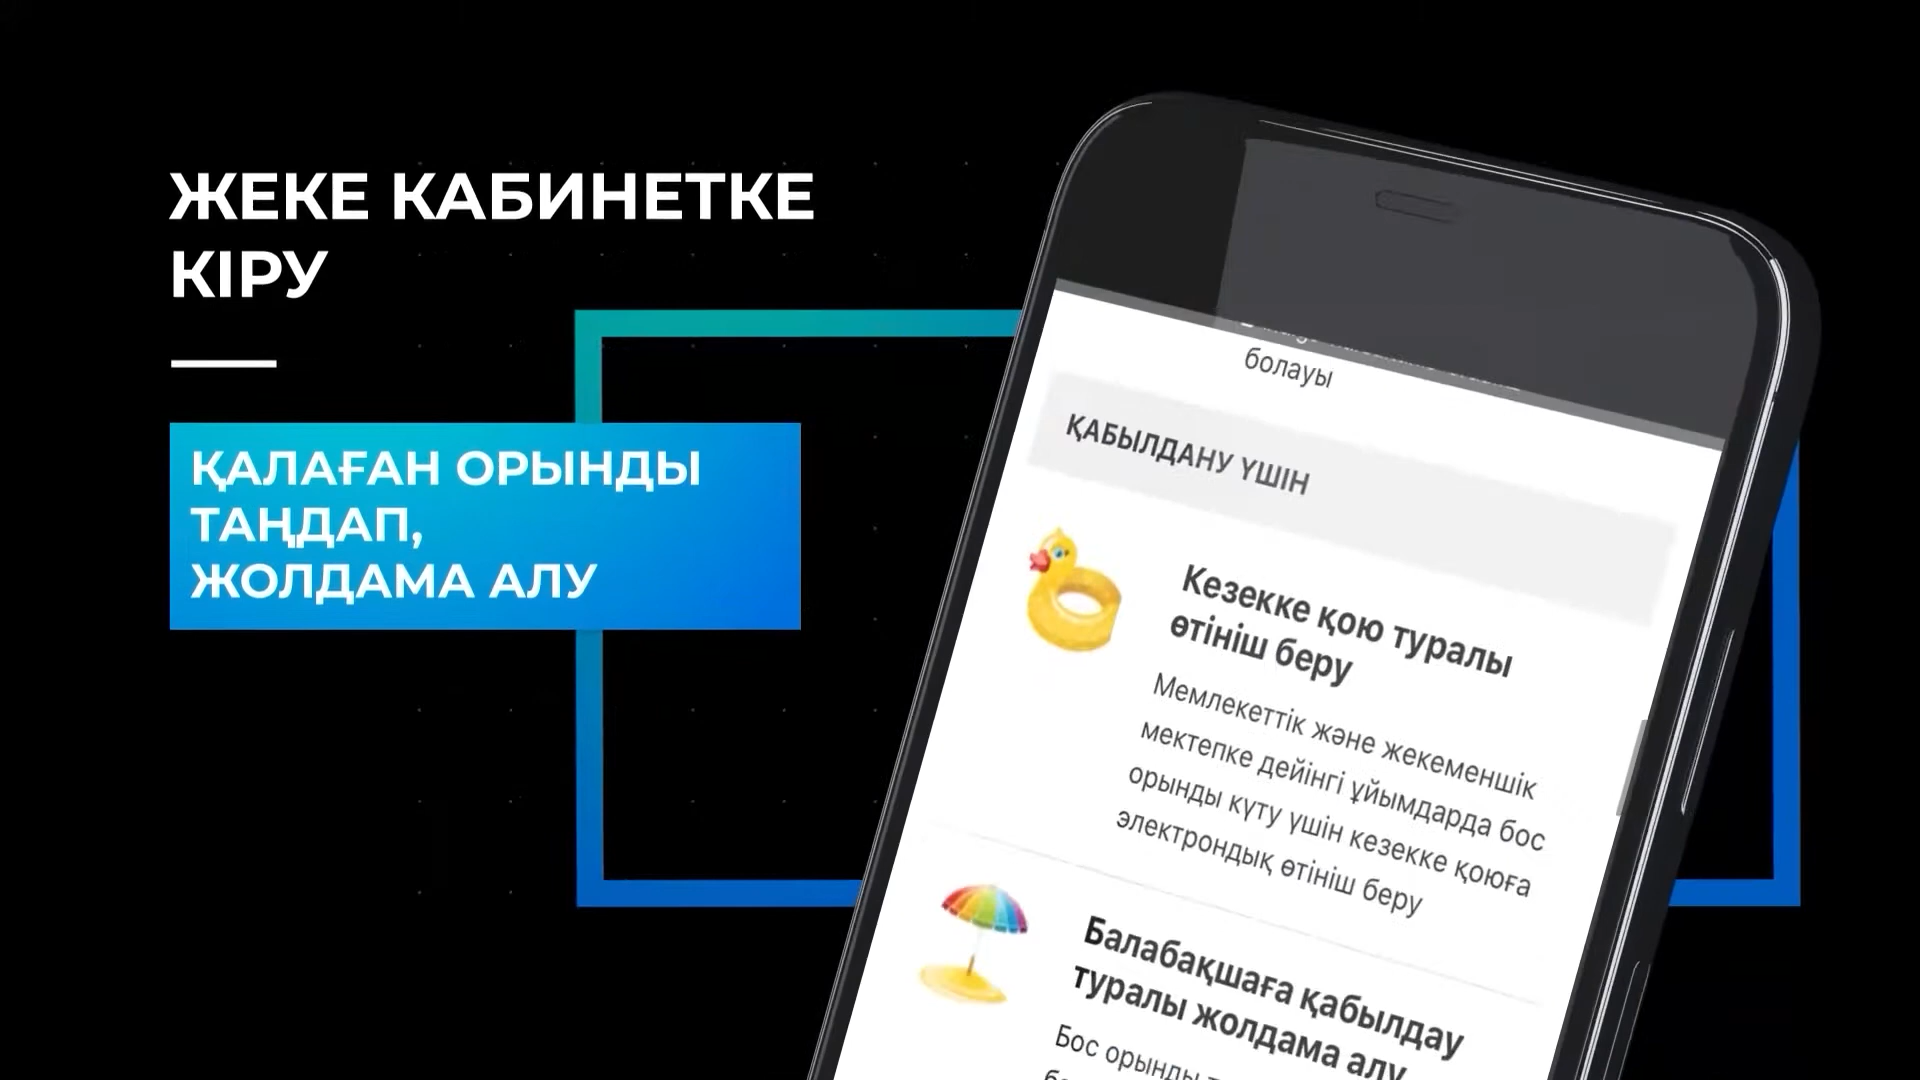 ЖЕКЕ КАБИНЕТКЕ
КІРУ
ҚАЛАҒАН ОРЫНДЫ
ТАҢДАП,
ЖОЛДАМА АЛУ
болауы
ҚАБЫЛДАНУ ҮШІН
Кезекке қою туралы
өтініш беру
Мемлекеттік және жекеменшік
мектепке дейінгі ұйымдарда бос
орынды күту үшін кезекке қоюға
электрондық өтініш беру
Балабақшаға қабылдау
туралы жолдама алу
Бос орынды